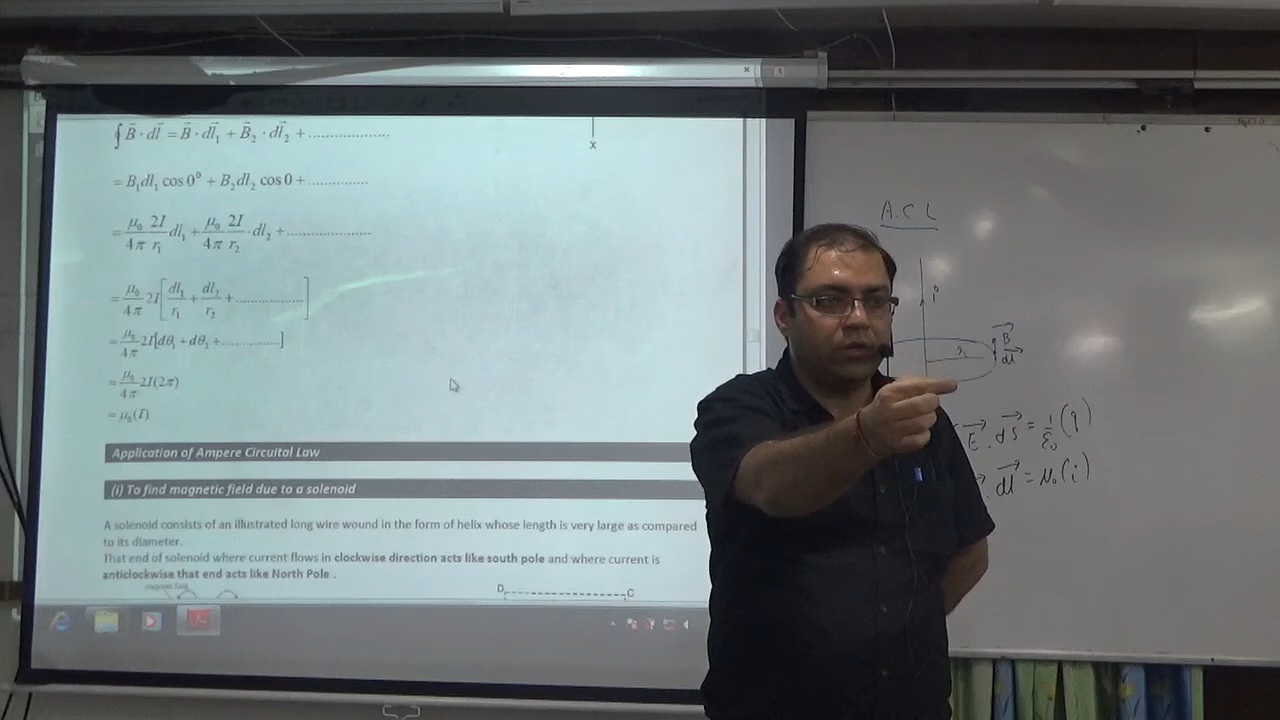 ∮ B⃗ · dl⃗ = B⃗ · dl⃗₁ + B⃗₂ · dl⃗₂ + ....................
= B₁dl₁ cos 0⁰ + B₂dl₂ cos 0 + ...............
= μ₀/4π 2I/r₁ dl₁ + μ₀/4π 2I/r₂ · dl₂ + .....................
= μ₀/4π 2I [dl₁/r₁ + dl₂/r₂ + .................]
= μ₀/4π 2I[dθ₁ + dθ₂ + ...............]
= μ₀/4π 2I(2π)
= μ₀(I)
X
Application of Ampere Circuital Law
(i) To find magnetic field due to a solenoid
A solenoid consists of an illustrated long wire wound in the form of helix whose length is very large as compared
to its diameter.
That end of solenoid where current flows in clockwise direction acts like south pole and where current is
anticlockwise that end acts like North Pole .
magnetic field
D C
A.C L
i
r B⃗
dl⃗
E⃗ . ds⃗ = 1/ε₀ (q)
. dl⃗ = μ₀ (i)